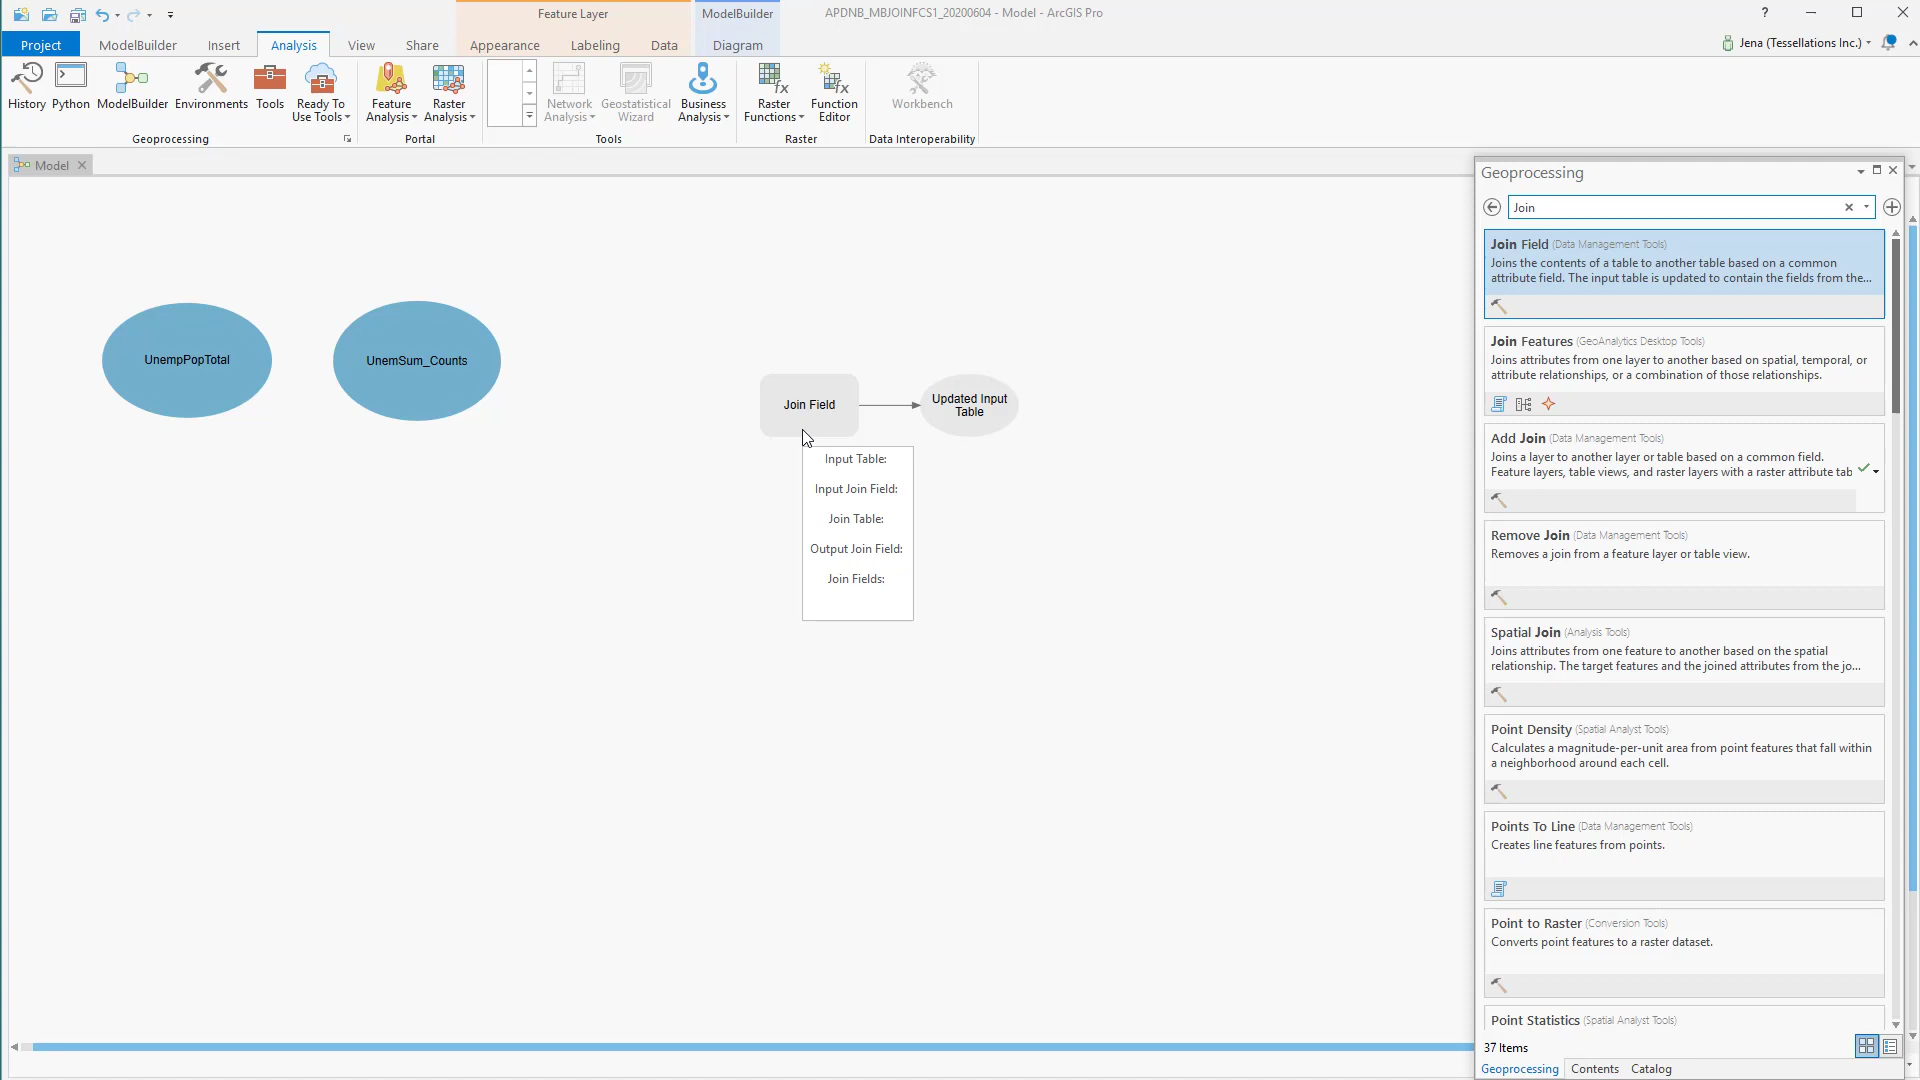 Feature Layer
ModelBuilder
APDNB_MBJOINFCS1_20200604 - Model - ArcGIS Pro
?
Project
ModelBuilder
Insert
Analysis
View
Share
Appearance
Labeling
Data
Diagram
Jena (Tessellations Inc.)
History
Python
ModelBuilder
Environments
Tools
Ready To
Use Tools
Feature
Analysis
Raster
Analysis
Network
Analysis
Geostatistical
Wizard
Business
Analysis
Raster
Functions
Function
Editor
Workbench
Geoprocessing
Portal
Tools
Raster
Data Interoperability
Model
UnempPopTotal
UnemSum_Counts
Join Field
Updated Input
Table
Input Table:
Input Join Field:
Join Table:
Output Join Field:
Join Fields:
Geoprocessing
Join
Join Field (Data Management Tools)
Joins the contents of a table to another table based on a common
attribute field. The input table is updated to contain the fields from the...
Join Features (GeoAnalytics Desktop Tools)
Joins attributes from one layer to another based on spatial, temporal, or
attribute relationships, or a combination of those relationships.
Add Join (Data Management Tools)
Joins a layer to another layer or table based on a common field.
Feature layers, table views, and raster layers with a raster attribute tab
Remove Join (Data Management Tools)
Removes a join from a feature layer or table view.
Spatial Join (Analysis Tools)
Joins attributes from one feature to another based on the spatial
relationship. The target features and the joined attributes from the jo...
Point Density (Spatial Analyst Tools)
Calculates a magnitude-per-unit area from point features that fall within
a neighborhood around each cell.
Points To Line (Data Management Tools)
Creates line features from points.
Point to Raster (Conversion Tools)
Converts point features to a raster dataset.
Point Statistics (Spatial Analyst Tools)
37 Items
Geoprocessing
Contents
Catalog